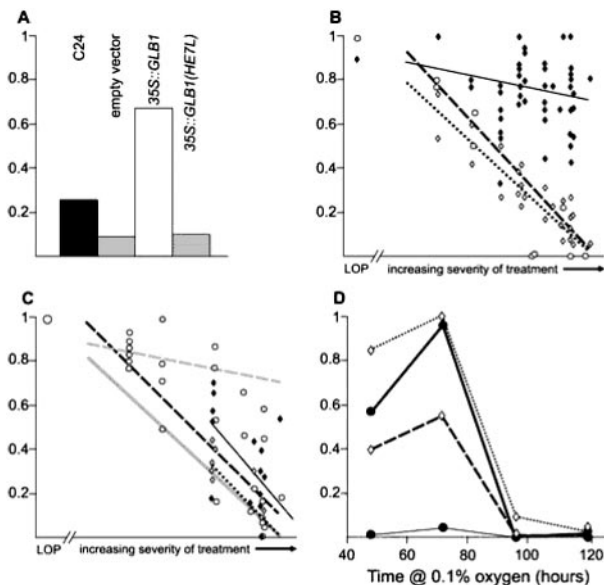 A
C24
empty vector
35S::GLB1
35S::GLB1(HE7L)
1
0.8
0.6
0.4
0.2
B
1
0.8
0.6
0.4
0.2
LOP
increasing severity of treatment
C
1
0.8
0.6
0.4
0.2
LOP
increasing severity of treatment
D
1
0.8
0.6
0.4
0.2
40 60 80 100 120
Time @ 0.1% oxygen (hours)